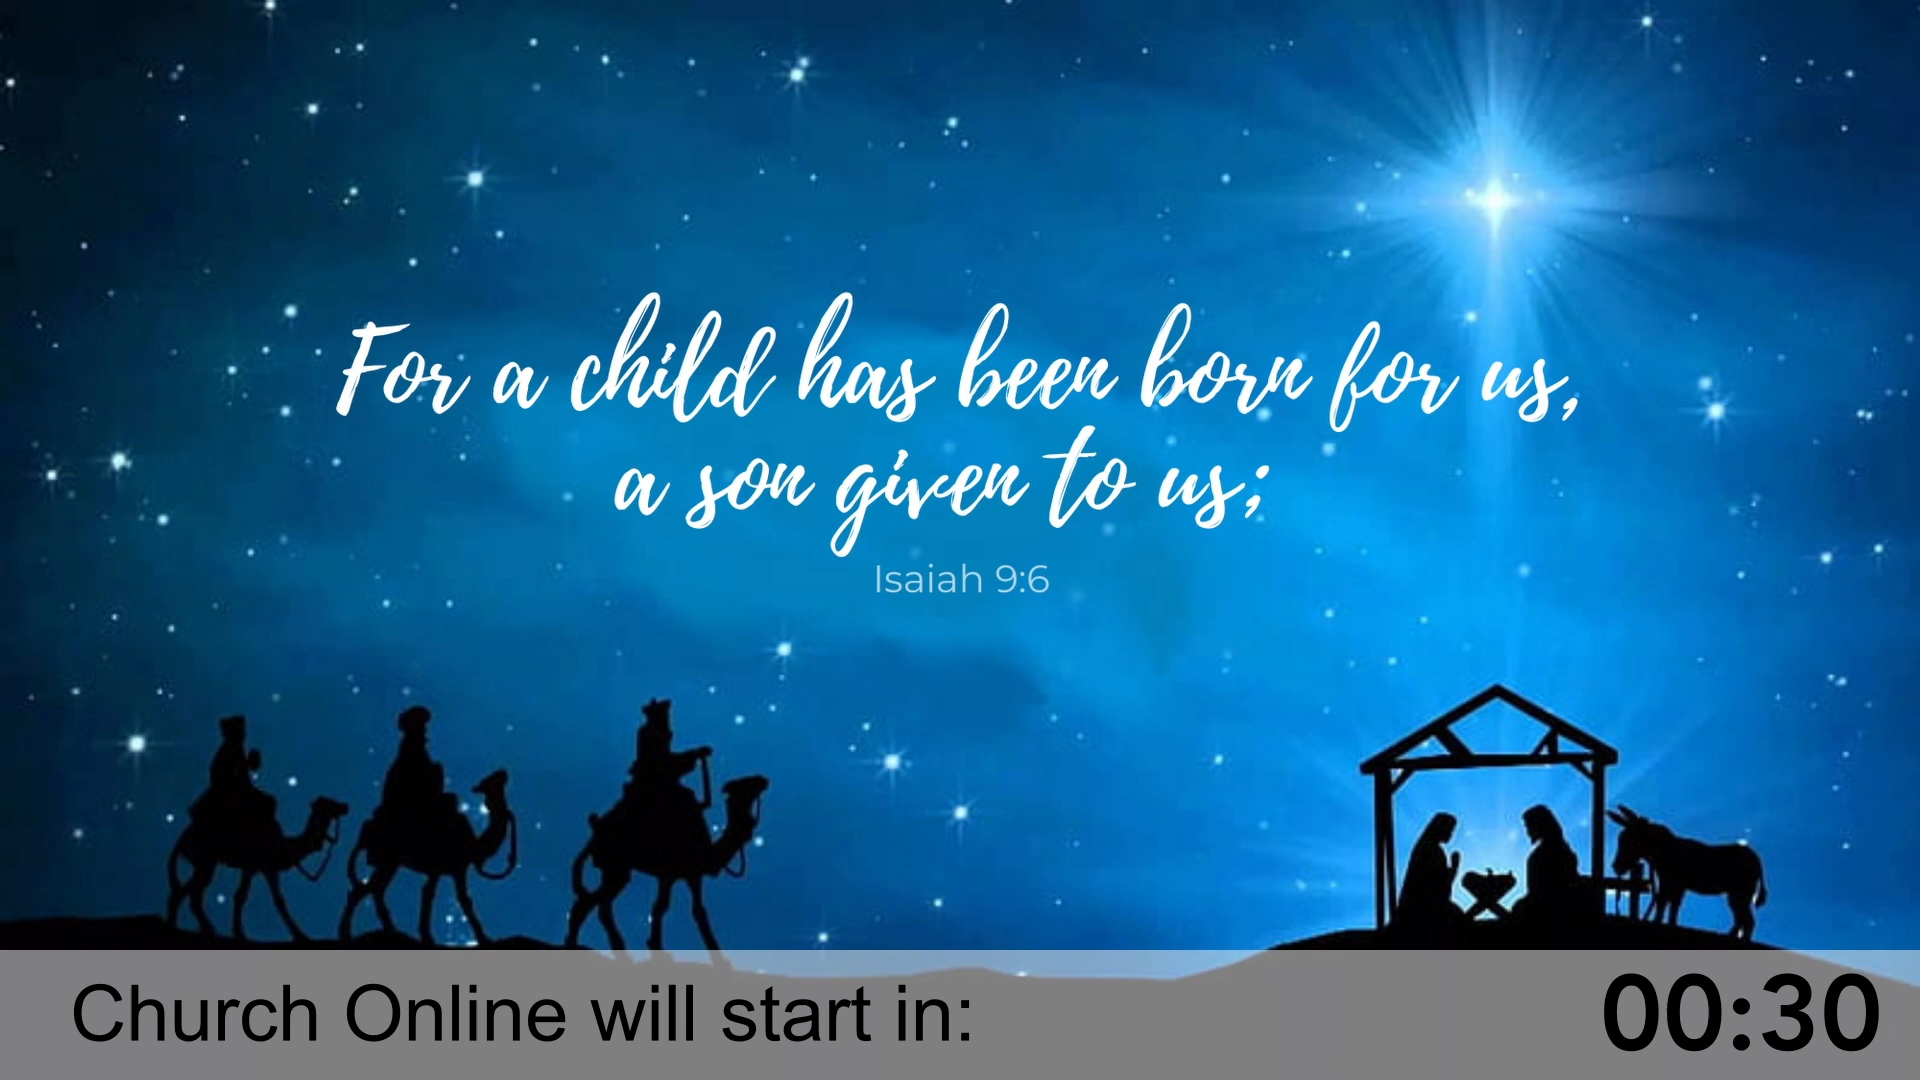 For a child has been born for us,
a son given to us;
Isaiah 9:6
Church Online will start in:
00:30